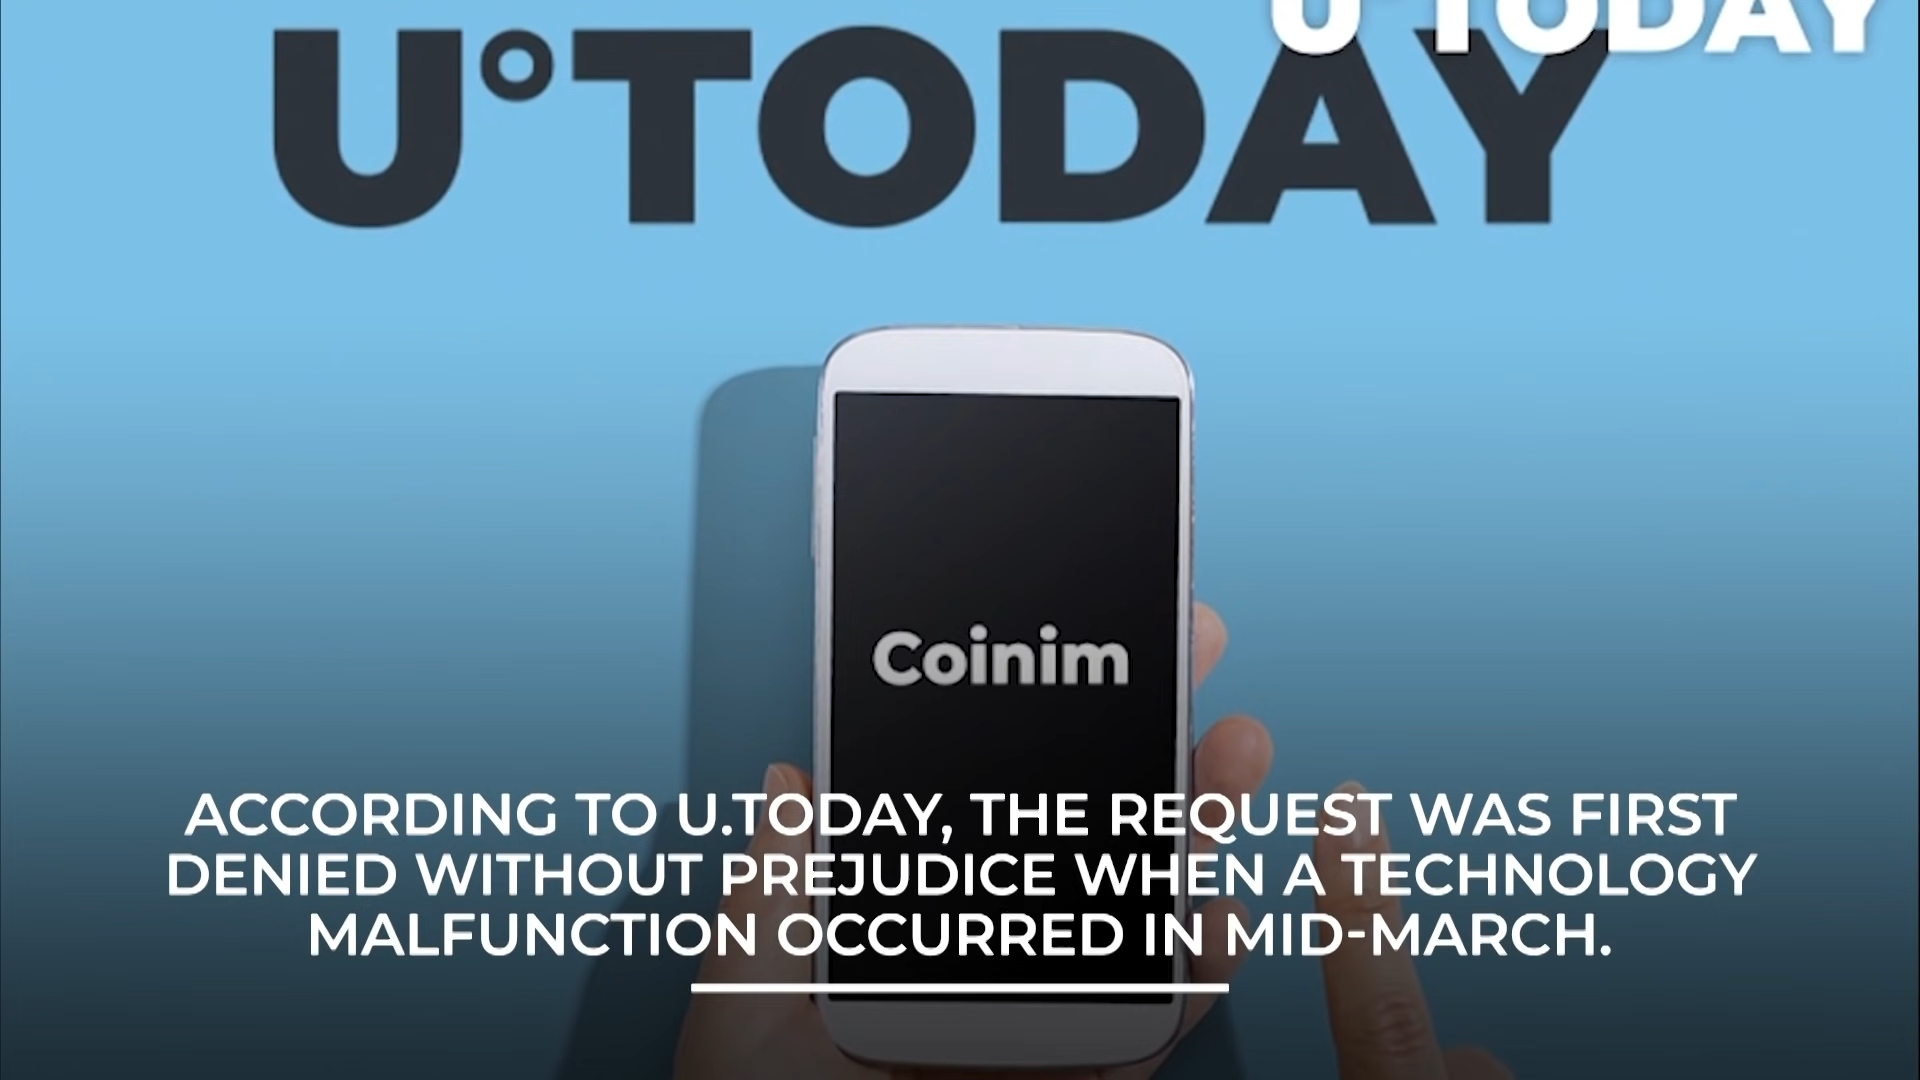 U°TODAY
U°TODAY
Coinim
ACCORDING TO U.TODAY, THE REQUEST WAS FIRST
DENIED WITHOUT PREJUDICE WHEN A TECHNOLOGY
MALFUNCTION OCCURRED IN MID-MARCH.